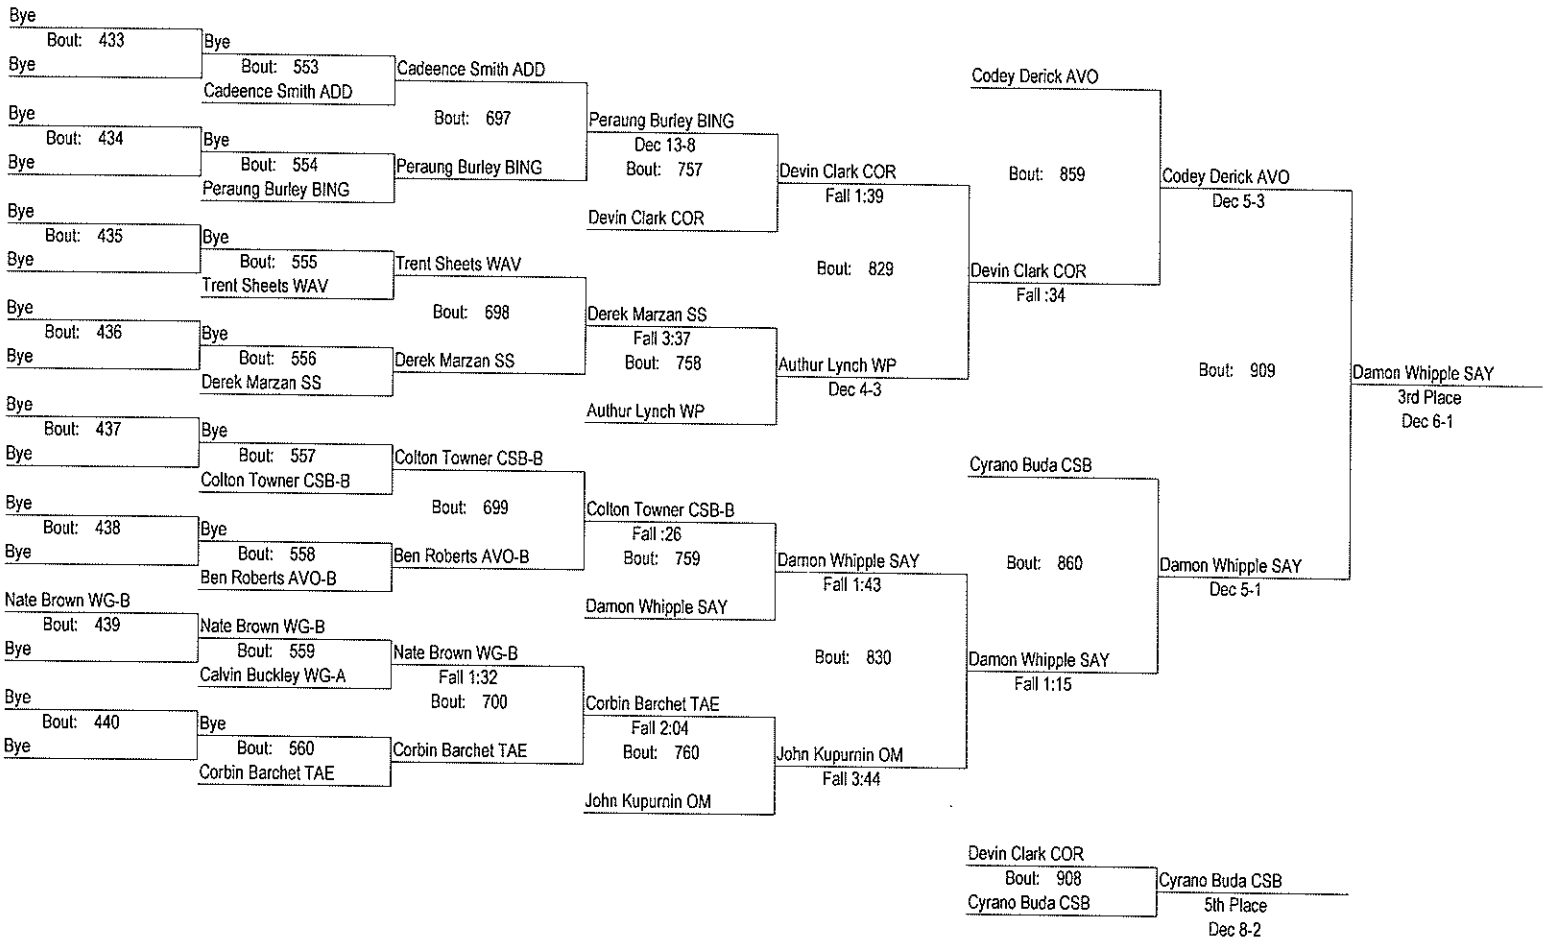 Bye
Bout: 433
Bye
Bye
Bout: 434
Bye
Bye
Bout: 435
Bye
Bye
Bout: 436
Bye
Bye
Bout: 437
Bye
Bye
Bout: 438
Bye
Nate Brown WG-B
Bout: 439
Bye
Bye
Bout: 440
Bye
Bye
Bout: 553
Cadeence Smith ADD
Bye
Bout: 554
Peraung Burley BING
Bye
Bout: 555
Trent Sheets WAV
Bye
Bout: 556
Derek Marzan SS
Bye
Bout: 557
Colton Towner CSB-B
Bye
Bout: 558
Ben Roberts AVO-B
Nate Brown WG-B
Bout: 559
Calvin Buckley WG-A
Bye
Bout: 560
Corbin Barchet TAE
Cadeence Smith ADD
Bout: 697
Peraung Burley BING
Trent Sheets WAV
Bout: 698
Derek Marzan SS
Colton Towner CSB-B
Bout: 699
Ben Roberts AVO-B
Nate Brown WG-B
Fall 1:32
Bout: 700
Corbin Barchet TAE
Peraung Burley BING
Dec 13-8
Bout: 757
Devin Clark COR
Derek Marzan SS
Fall 3:37
Bout: 758
Authur Lynch WP
Colton Towner CSB-B
Fall :26
Bout: 759
Damon Whipple SAY
Corbin Barchet TAE
Fall 2:04
Bout: 760
John Kupurnin OM
Devin Clark COR
Fall 1:39
Bout: 829
Authur Lynch WP
Dec 4-3
Damon Whipple SAY
Fall 1:43
Bout: 830
John Kupurnin OM
Fall 3:44
Codey Derick AVO
Bout: 859
Devin Clark COR
Fall :34
Cyrano Buda CSB
Bout: 860
Damon Whipple SAY
Fall 1:15
Codey Derick AVO
Dec 5-3
Bout: 909
Damon Whipple SAY
Dec 5-1
Damon Whipple SAY
3rd Place
Dec 6-1
Devin Clark COR
Bout: 908
Cyrano Buda CSB
Cyrano Buda CSB
5th Place
Dec 8-2